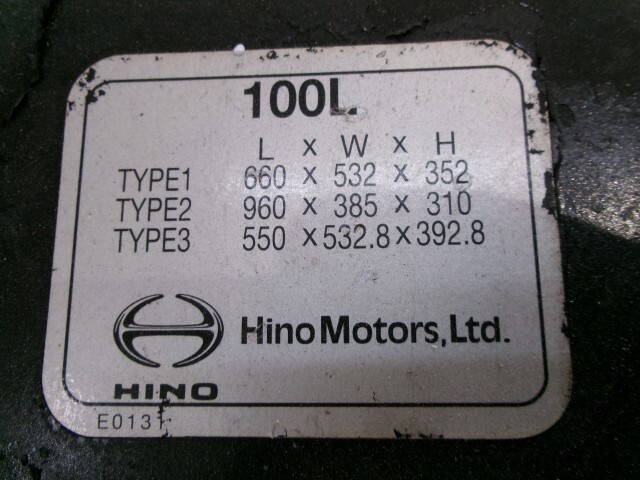 100L
L x W x H
TYPE1 660 x 532 x 352
TYPE2 960 x 385 x 310
TYPE3 550 x 532.8 x 392.8
Hino Motors, Ltd.
HINO
E0131